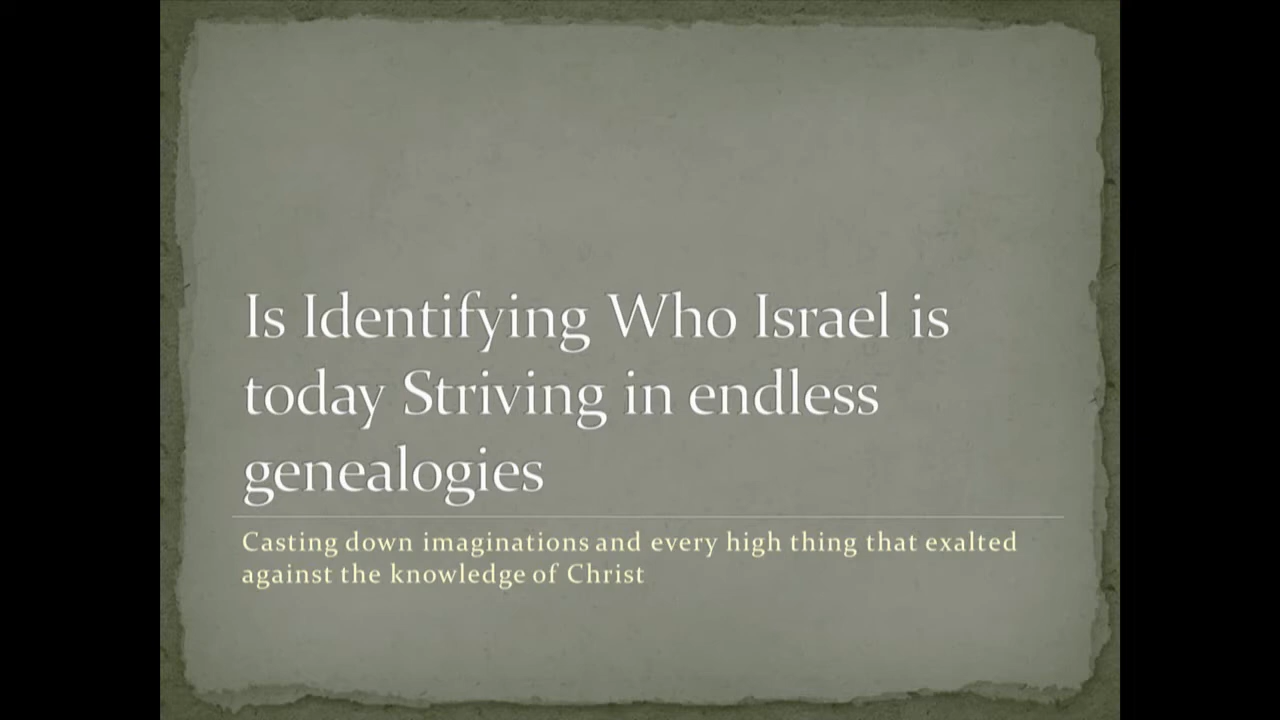 Is Identifying Who Israel is
today Striving in endless
genealogies
Casting down imaginations and every high thing that exalted
against the knowledge of Christ